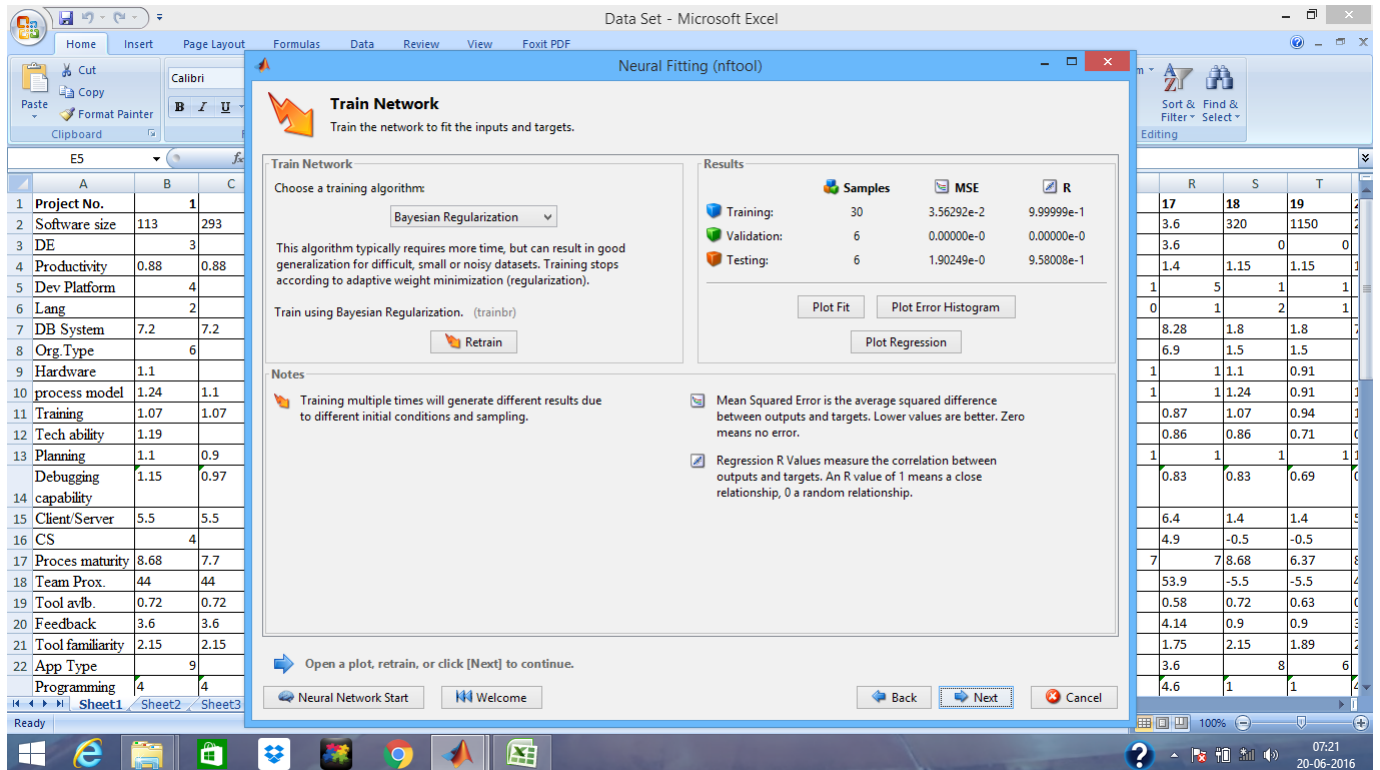 Data Set - Microsoft Excel
Home Insert Page Layout Formulas Data Review View Foxit PDF
Cut
Copy
Paste
Format Painter
Clipboard
Calibri
B I U
Sort & Find &
Filter Select
Editing
E5
fx
A B C
R S T
1 Project No. 1
17 18 19
2 Software size 113 293
3.6 320 1150
3 DE 3
3.6 0 0
4 Productivity 0.88 0.88
1.4 1.15 1.15
5 Dev Platform 4
1 5 1 1
6 Lang 2
0 1 2 1
7 DB System 7.2 7.2
8.28 1.8 1.8
8 Org.Type 6
6.9 1.5 1.5
9 Hardware 1.1
1 1 1.1 0.91
10 process model 1.24 1.1
1 1 1.24 0.91
11 Training 1.07 1.07
0.87 1.07 0.94
12 Tech ability 1.19
0.86 0.86 0.71
13 Planning 1.1 0.9
1 1 1 1
Debugging 1.15 0.97
0.83 0.83 0.69
14 capability
15 Client/Server 5.5 5.5
6.4 1.4 1.4
16 CS 4
4.9 -0.5 -0.5
17 Proces maturity 8.68 7.7
7 7 8.68 6.37
18 Team Prox. 44 44
53.9 -5.5 -5.5
19 Tool avlb. 0.72 0.72
0.58 0.72 0.63
20 Feedback 3.6 3.6
4.14 0.9 0.9
21 Tool familiarity 2.15 2.15
1.75 2.15 1.89
22 App Type 9
3.6 8 6
Programming 4 4
4.6 1 1
Sheet1 Sheet2 Sheet3
Ready
100%
Neural Fitting (nftool)
Train Network
Train the network to fit the inputs and targets.
Train Network
Choose a training algorithm:
Bayesian Regularization
This algorithm typically requires more time, but can result in good
generalization for difficult, small or noisy datasets. Training stops
according to adaptive weight minimization (regularization).
Train using Bayesian Regularization. (trainbr)
Retrain
Results
Samples MSE R
Training: 30 3.56292e-2 9.99999e-1
Validation: 6 0.00000e-0 0.00000e-0
Testing: 6 1.90249e-0 9.58008e-1
Plot Fit Plot Error Histogram
Plot Regression
Notes
Training multiple times will generate different results due
to different initial conditions and sampling.
Mean Squared Error is the average squared difference
between outputs and targets. Lower values are better. Zero
means no error.
Regression R Values measure the correlation between
outputs and targets. An R value of 1 means a close
relationship, 0 a random relationship.
Open a plot, retrain, or click [Next] to continue.
Neural Network Start Welcome Back Next Cancel
07:21
20-06-2016